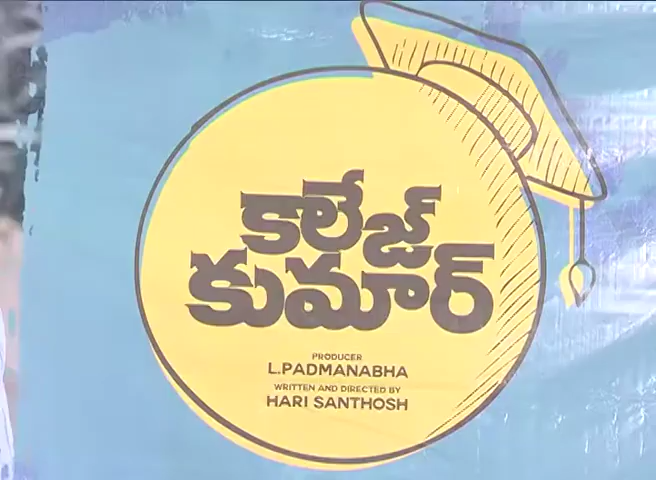 కాలేజ్
కుమార్
PRODUCER
L.PADMANABHA
WRITTEN AND DIRECTED BY
HARI SANTHOSH